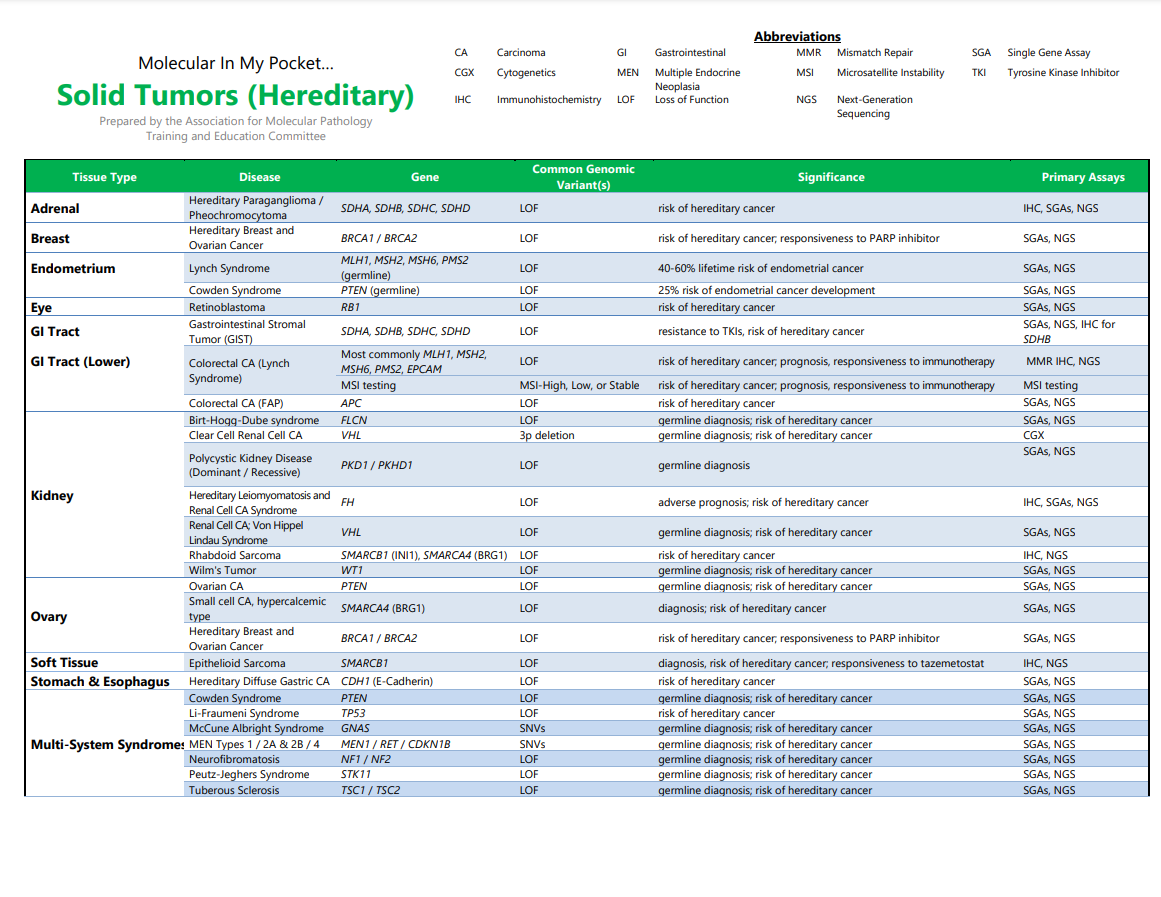 Molecular In My Pocket...
Solid Tumors (Hereditary)
Prepared by the Association for Molecular Pathology
Training and Education Committee
Abbreviations
CA Carcinoma GI Gastrointestinal MMR Mismatch Repair SGA Single Gene Assay
CGX Cytogenetics MEN Multiple Endocrine Neoplasia MSI Microsatellite Instability TKI Tyrosine Kinase Inhibitor
IHC Immunohistochemistry LOF Loss of Function NGS Next-Generation Sequencing
Tissue Type Disease Gene Common Genomic Variant(s) Significance Primary Assays
Adrenal Hereditary Paraganglioma / Pheochromocytoma SDHA, SDHB, SDHC, SDHD LOF risk of hereditary cancer IHC, SGAs, NGS
Breast Hereditary Breast and Ovarian Cancer BRCA1 / BRCA2 LOF risk of hereditary cancer; responsiveness to PARP inhibitor SGAs, NGS
Endometrium Lynch Syndrome MLH1, MSH2, MSH6, PMS2 (germline) LOF 40-60% lifetime risk of endometrial cancer SGAs, NGS
Cowden Syndrome PTEN (germline) LOF 25% risk of endometrial cancer development SGAs, NGS
Eye Retinoblastoma RB1 LOF risk of hereditary cancer SGAs, NGS
GI Tract Gastrointestinal Stromal Tumor (GIST) SDHA, SDHB, SDHC, SDHD LOF resistance to TKIs, risk of hereditary cancer SGAs, NGS, IHC for SDHB
GI Tract (Lower) Colorectal CA (Lynch Syndrome) Most commonly MLH1, MSH2, MSH6, PMS2, EPCAM LOF risk of hereditary cancer; prognosis, responsiveness to immunotherapy MMR IHC, NGS
MSI testing MSI-High, Low, or Stable risk of hereditary cancer; prognosis, responsiveness to immunotherapy MSI testing
Colorectal CA (FAP) APC LOF risk of hereditary cancer SGAs, NGS
Kidney Birt-Hogg-Dube syndrome FLCN LOF germline diagnosis; risk of hereditary cancer SGAs, NGS
Clear Cell Renal Cell CA VHL 3p deletion germline diagnosis; risk of hereditary cancer CGX
Polycystic Kidney Disease (Dominant / Recessive) PKD1 / PKHD1 LOF germline diagnosis SGAs, NGS
Hereditary Leiomyomatosis and Renal Cell CA Syndrome FH LOF adverse prognosis; risk of hereditary cancer IHC, SGAs, NGS
Renal Cell CA; Von Hippel Lindau Syndrome VHL LOF germline diagnosis; risk of hereditary cancer SGAs, NGS
Rhabdoid Sarcoma SMARCB1 (INI1), SMARCA4 (BRG1) LOF risk of hereditary cancer IHC, NGS
Wilm's Tumor WT1 LOF germline diagnosis; risk of hereditary cancer SGAs, NGS
Ovary Ovarian CA PTEN LOF germline diagnosis; risk of hereditary cancer SGAs, NGS
Small cell CA, hypercalcemic type SMARCA4 (BRG1) LOF diagnosis; risk of hereditary cancer SGAs, NGS
Hereditary Breast and Ovarian Cancer BRCA1 / BRCA2 LOF risk of hereditary cancer; responsiveness to PARP inhibitor SGAs, NGS
Soft Tissue Epithelioid Sarcoma SMARCB1 LOF diagnosis, risk of hereditary cancer; responsiveness to tazemetostat IHC, NGS
Stomach & Esophagus Hereditary Diffuse Gastric CA CDH1 (E-Cadherin) LOF risk of hereditary cancer SGAs, NGS
Multi-System Syndromes Cowden Syndrome PTEN LOF germline diagnosis; risk of hereditary cancer SGAs, NGS
Li-Fraumeni Syndrome TP53 LOF risk of hereditary cancer SGAs, NGS
McCune Albright Syndrome GNAS SNVs germline diagnosis; risk of hereditary cancer SGAs, NGS
MEN Types 1 / 2A & 2B / 4 MEN1 / RET / CDKN1B SNVs germline diagnosis; risk of hereditary cancer SGAs, NGS
Neurofibromatosis NF1 / NF2 LOF germline diagnosis; risk of hereditary cancer SGAs, NGS
Peutz-Jeghers Syndrome STK11 LOF germline diagnosis; risk of hereditary cancer SGAs, NGS
Tuberous Sclerosis TSC1 / TSC2 LOF germline diagnosis; risk of hereditary cancer SGAs, NGS